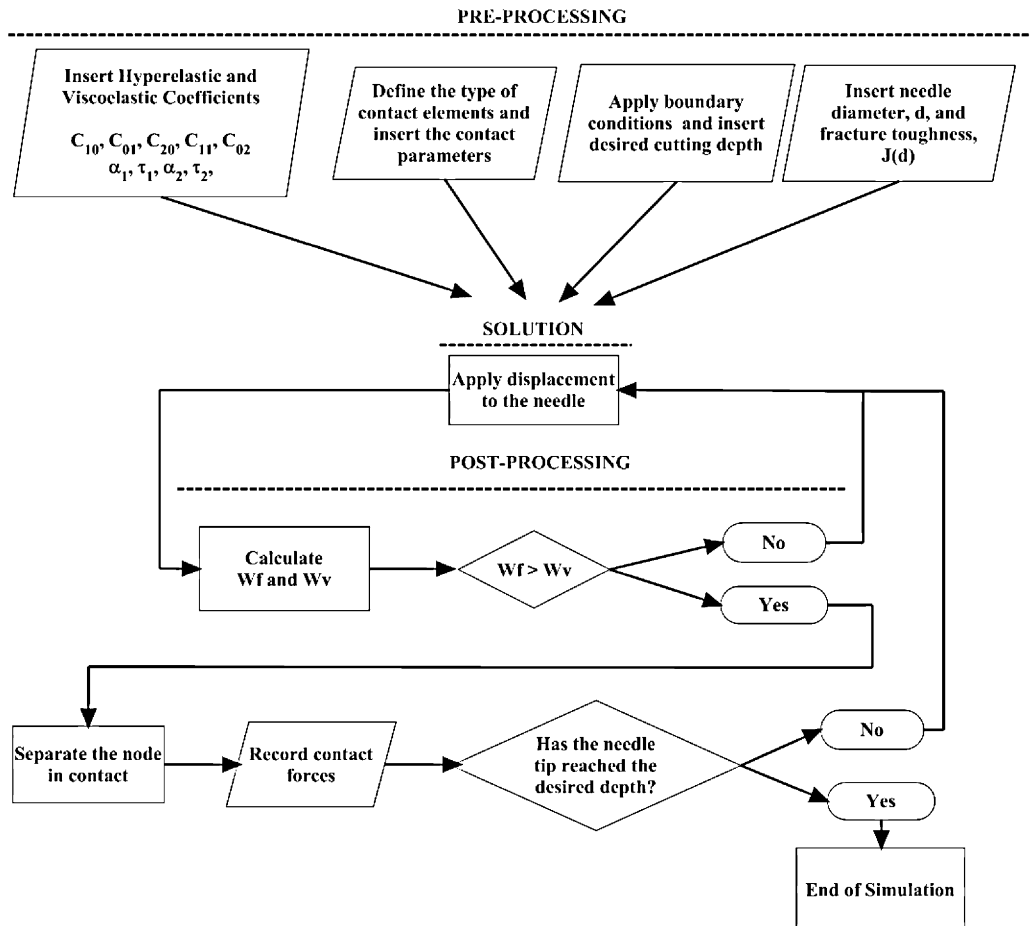 PRE-PROCESSING
Insert Hyperelastic and
Viscoelastic Coefficients
C₁₀, C₀₁, C₂₀, C₁₁, C₀₂
α₁, τ₁, α₂, τ₂,
Define the type of
contact elements and
insert the contact
parameters
Apply boundary
conditions and insert
desired cutting depth
Insert needle
diameter, d, and
fracture toughness,
J(d)
SOLUTION
Apply displacement
to the needle
POST-PROCESSING
Calculate
Wf and Wv
Wf > Wv
No
Yes
Separate the node
in contact
Record contact
forces
Has the needle
tip reached the
desired depth?
No
Yes
End of Simulation